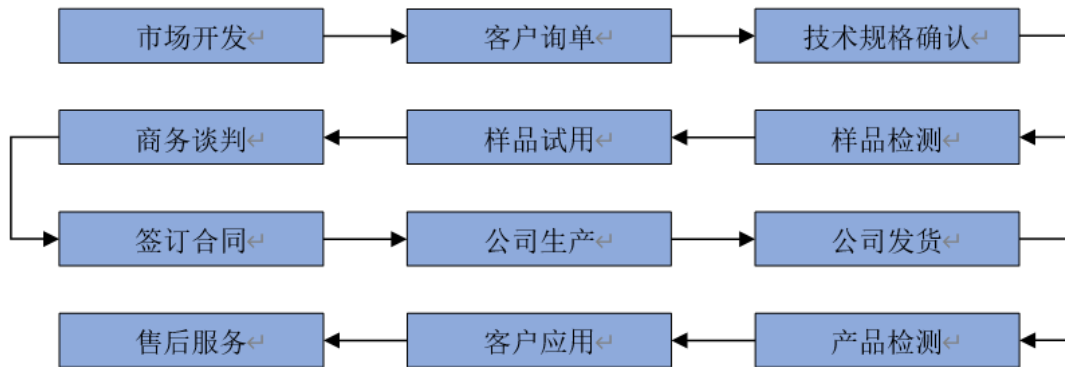 市场开发
客户询单
技术规格确认
商务谈判
样品试用
样品检测
签订合同
公司生产
公司发货
售后服务
客户应用
产品检测